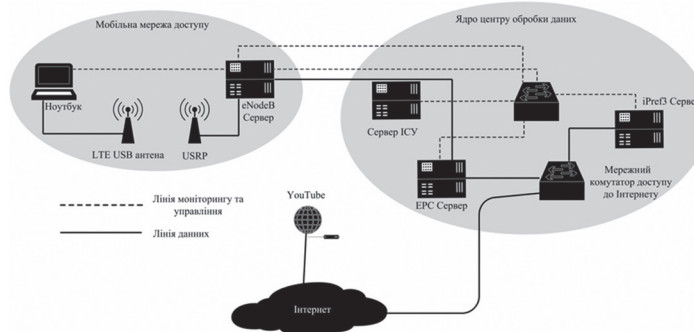 Мобільна мережа доступу
Ядро центру обробки даних
Ноутбук
eNodeB
Сервер
LTE USB антена
USRP
Сервер ІСУ
iPref3 Серве
EPC Сервер
Мережний
комутатор доступу
до Інтернету
Лінія моніторингу та
управління
Лінія данних
YouTube
Інтернет